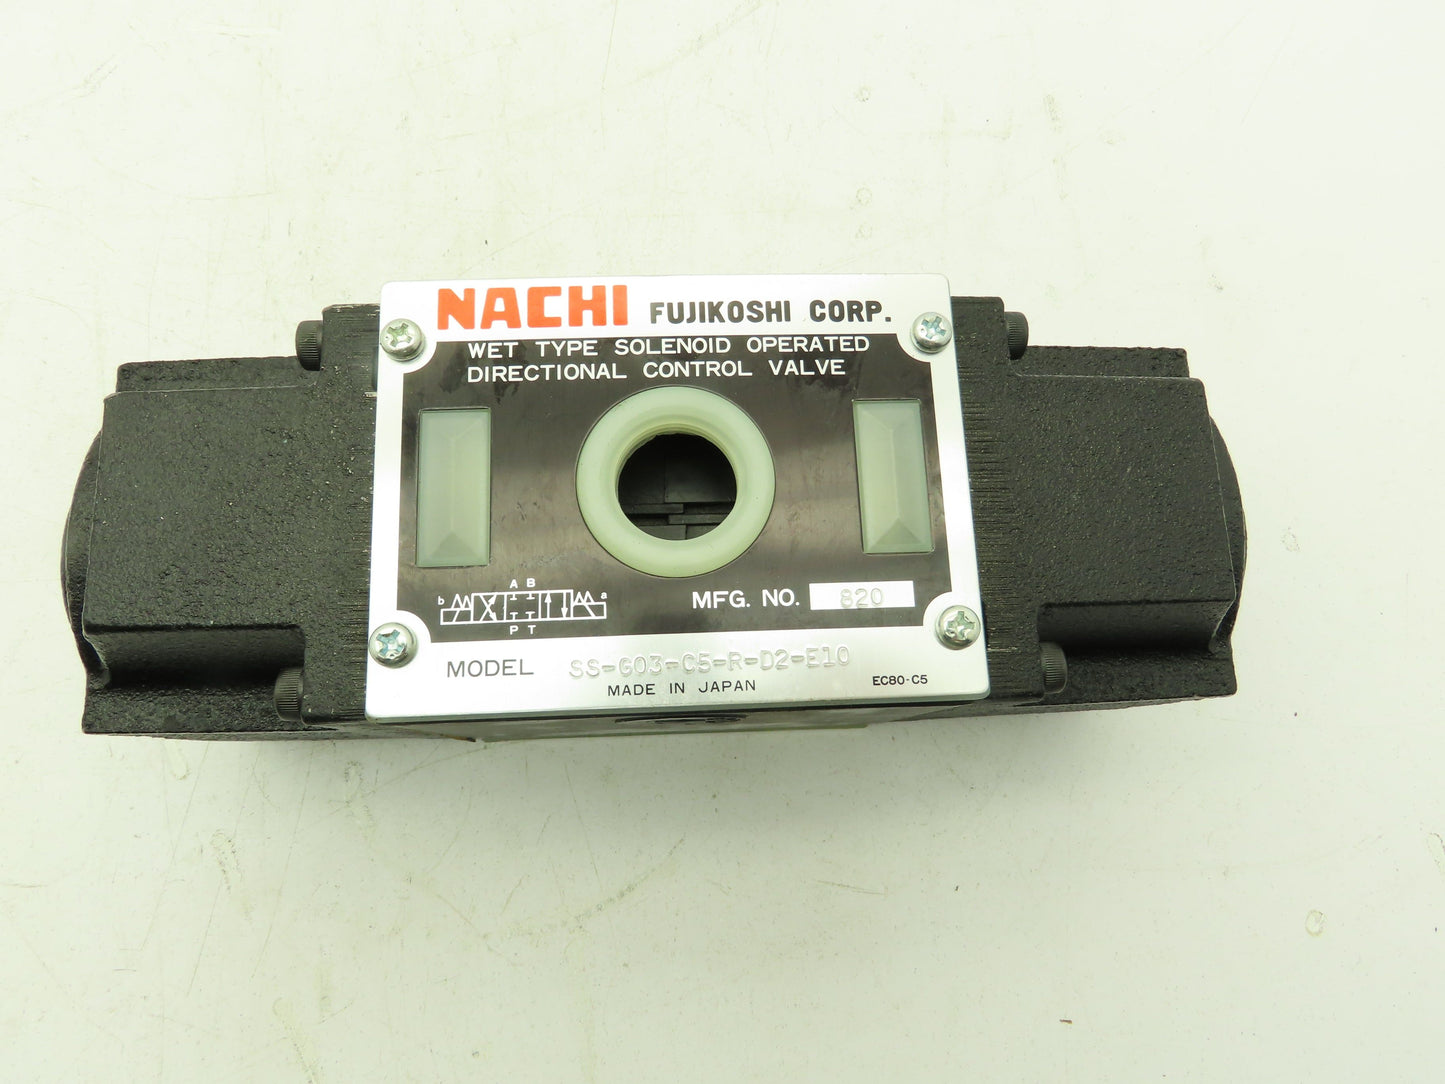 NACHI FUJIKOSHI CORP.
WET TYPE SOLENOID OPERATED
DIRECTIONAL CONTROL VALVE
A B
b a
P T
MFG. NO. 820
MODEL SS-G03-C5-R-D2-E10
MADE IN JAPAN
EC80-C5